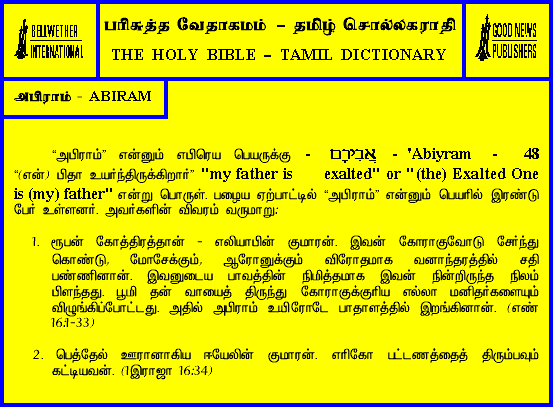 BELLWETHER
INTERNATIONAL
பரிசுத்த வேதாகமம் – தமிழ் சொல்லகராதி
THE HOLY BIBLE – TAMIL DICTIONARY
GOOD NEWS
PUBLISHERS
அபிராம் - ABIRAM
“அபிராம்” என்னும் எபிரெய பெயருக்கு - אֲבִירָם - 'Abiyram - 48
“(என்) பிதா உயர்ந்திருக்கிறார்” "my father is exalted" or "(the) Exalted One
is (my) father" என்று பொருள். பழைய ஏற்பாட்டில் “அபிராம்” என்னும் பெயரில் இரண்டு
பேர் உள்ளனர். அவர்களின் விவரம் வருமாறு:
1. ரூபன் கோத்திரத்தான் - எலியாபின் குமாரன். இவன் கோராகுவோடு சேர்ந்து
கொண்டு, மோசேக்கும், ஆரோனுக்கும் விரோதமாக வனாந்தரத்தில் சதி
பண்ணினான். இவனுடைய பாவத்தின் நிமித்தமாக இவன் நின்றிருந்த நிலம்
பிளந்தது. பூமி தன் வாயைத் திருந்து கோராகுக்குரிய எல்லா மனிதர்களையும்
விழுங்கிப்போட்டது. அதில் அபிராம் உயிரோடே பாதாளத்தில் இறங்கினான். (எண்
16:1-33)
2. பெத்தேல் ஊரானாகிய ஈயேலின் குமாரன். எரிகோ பட்டணத்தைத் திரும்பவும்
கட்டியவன். (1இராஜா 16:34)